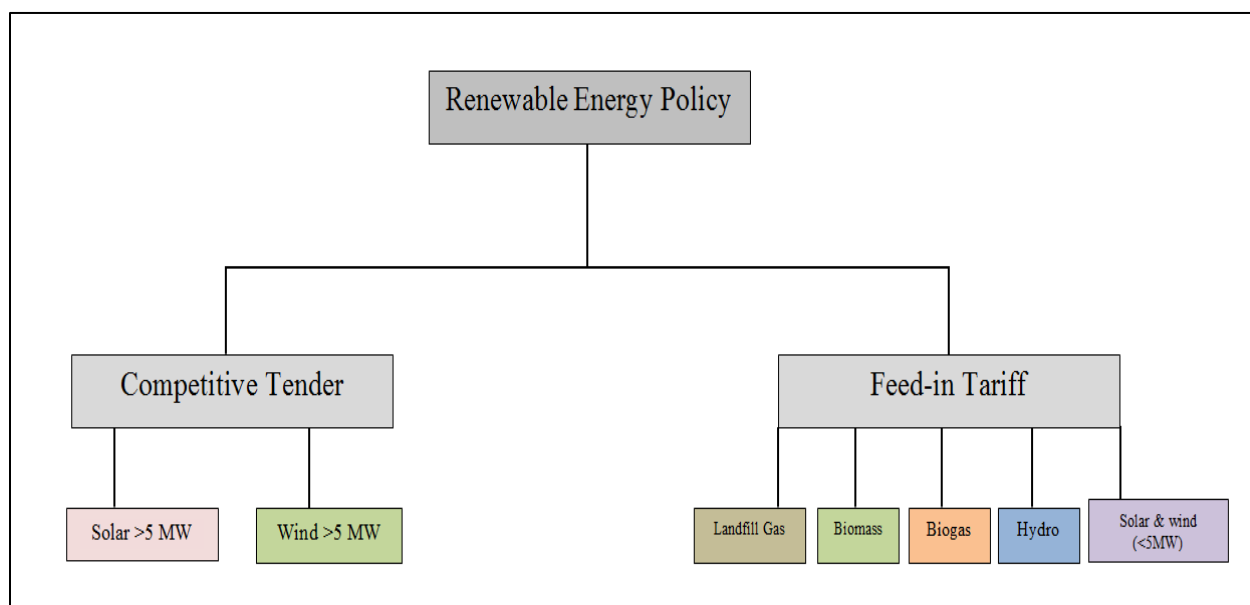 Renewable Energy Policy
Competitive Tender
Feed-in Tariff
Solar >5 MW
Wind >5 MW
Landfill Gas
Biomass
Biogas
Hydro
Solar & wind
(<5MW)